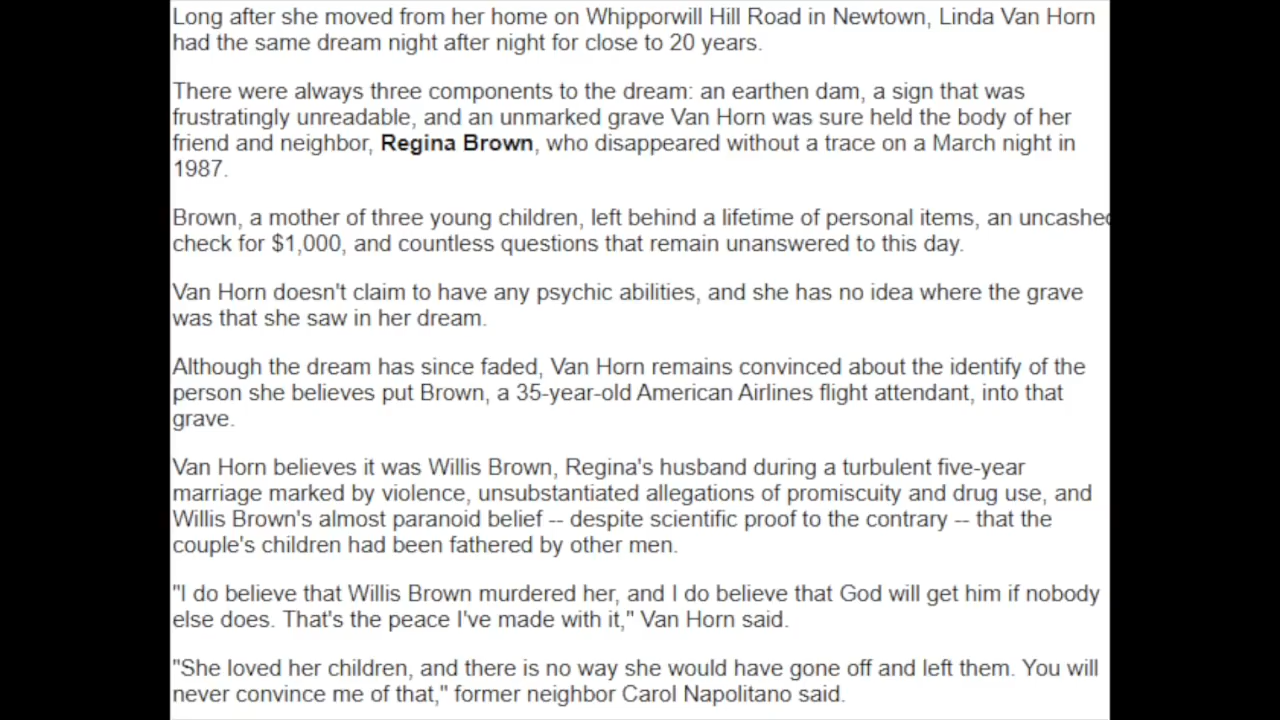 Long after she moved from her home on Whipporwill Hill Road in Newtown, Linda Van Horn
had the same dream night after night for close to 20 years.
There were always three components to the dream: an earthen dam, a sign that was
frustratingly unreadable, and an unmarked grave Van Horn was sure held the body of her
friend and neighbor, Regina Brown, who disappeared without a trace on a March night in
1987.
Brown, a mother of three young children, left behind a lifetime of personal items, an uncashed
check for $1,000, and countless questions that remain unanswered to this day.
Van Horn doesn't claim to have any psychic abilities, and she has no idea where the grave
was that she saw in her dream.
Although the dream has since faded, Van Horn remains convinced about the identify of the
person she believes put Brown, a 35-year-old American Airlines flight attendant, into that
grave.
Van Horn believes it was Willis Brown, Regina's husband during a turbulent five-year
marriage marked by violence, unsubstantiated allegations of promiscuity and drug use, and
Willis Brown's almost paranoid belief -- despite scientific proof to the contrary -- that the
couple's children had been fathered by other men.
"I do believe that Willis Brown murdered her, and I do believe that God will get him if nobody
else does. That's the peace I've made with it," Van Horn said.
"She loved her children, and there is no way she would have gone off and left them. You will
never convince me of that," former neighbor Carol Napolitano said.